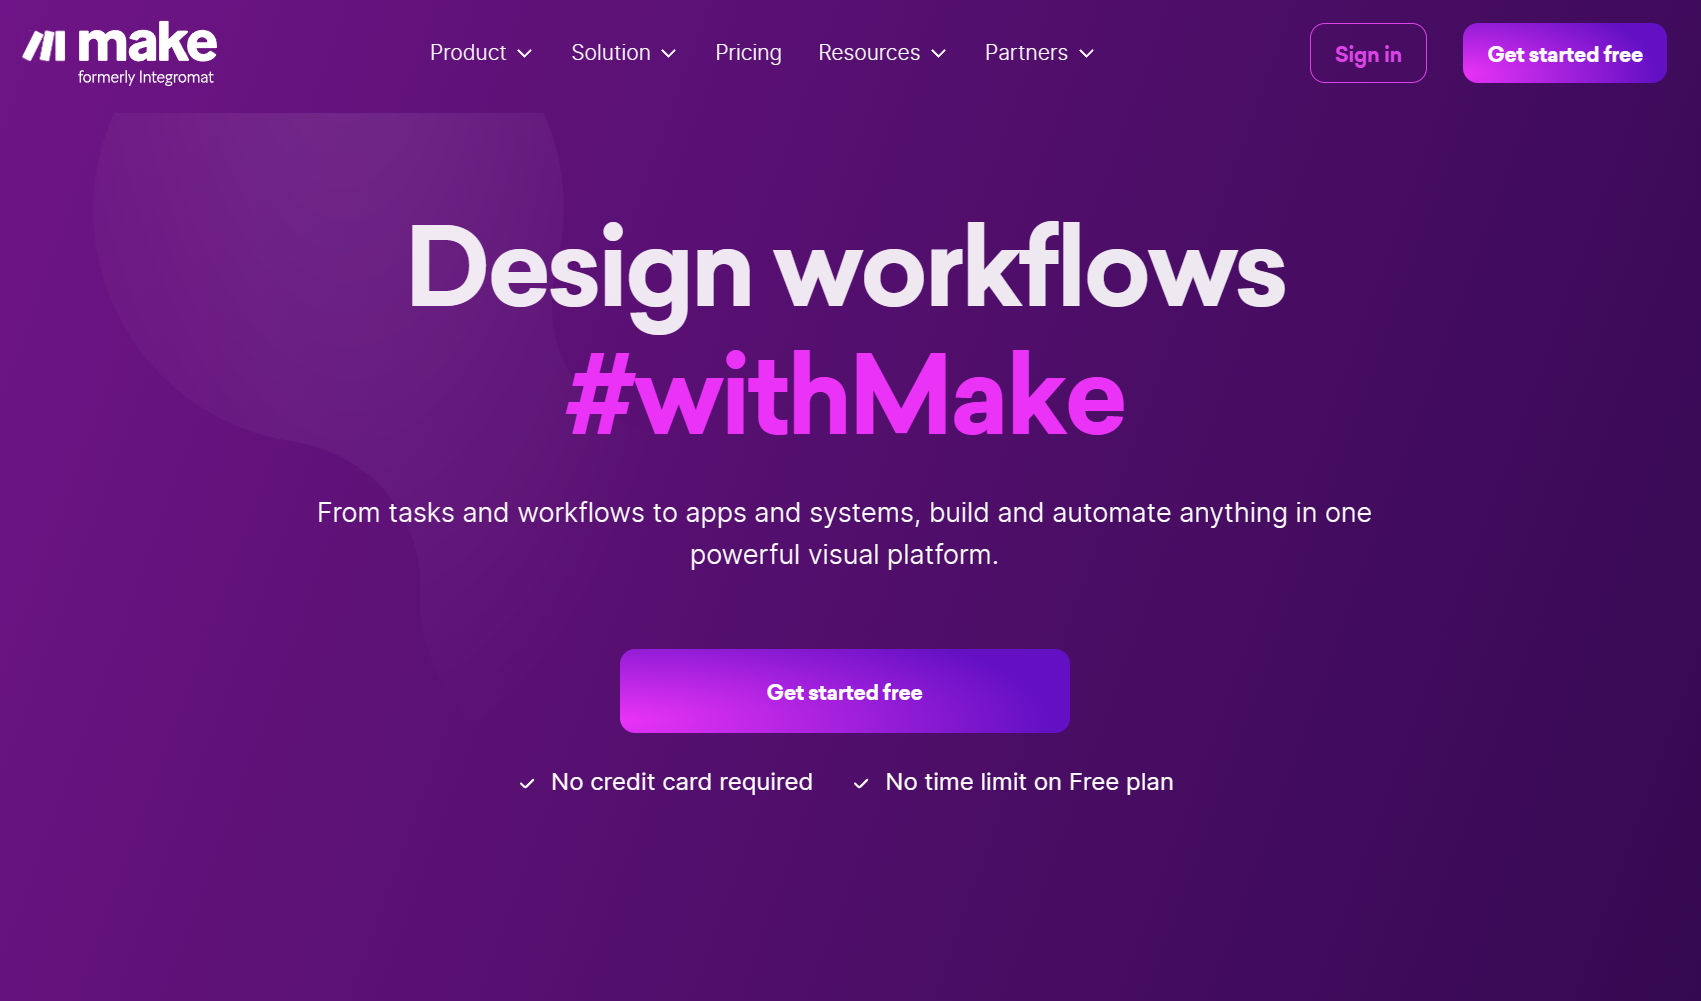 make
formerly Integromat
Product
Solution
Pricing
Resources
Partners
Sign in
Get started free
Design workflows
#withMake
From tasks and workflows to apps and systems, build and automate anything in one
powerful visual platform.
Get started free
No credit card required
No time limit on Free plan